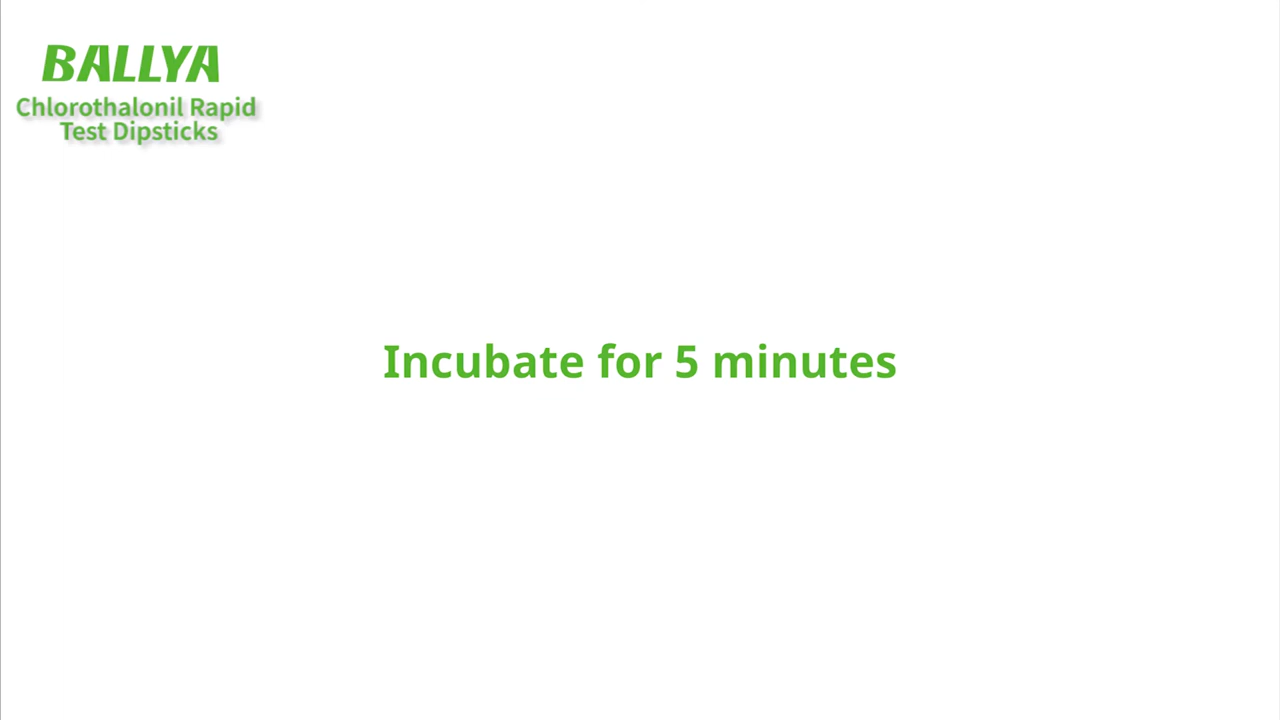 BALLYA
Chlorothalonil Rapid
Test Dipsticks
Incubate for 5 minutes